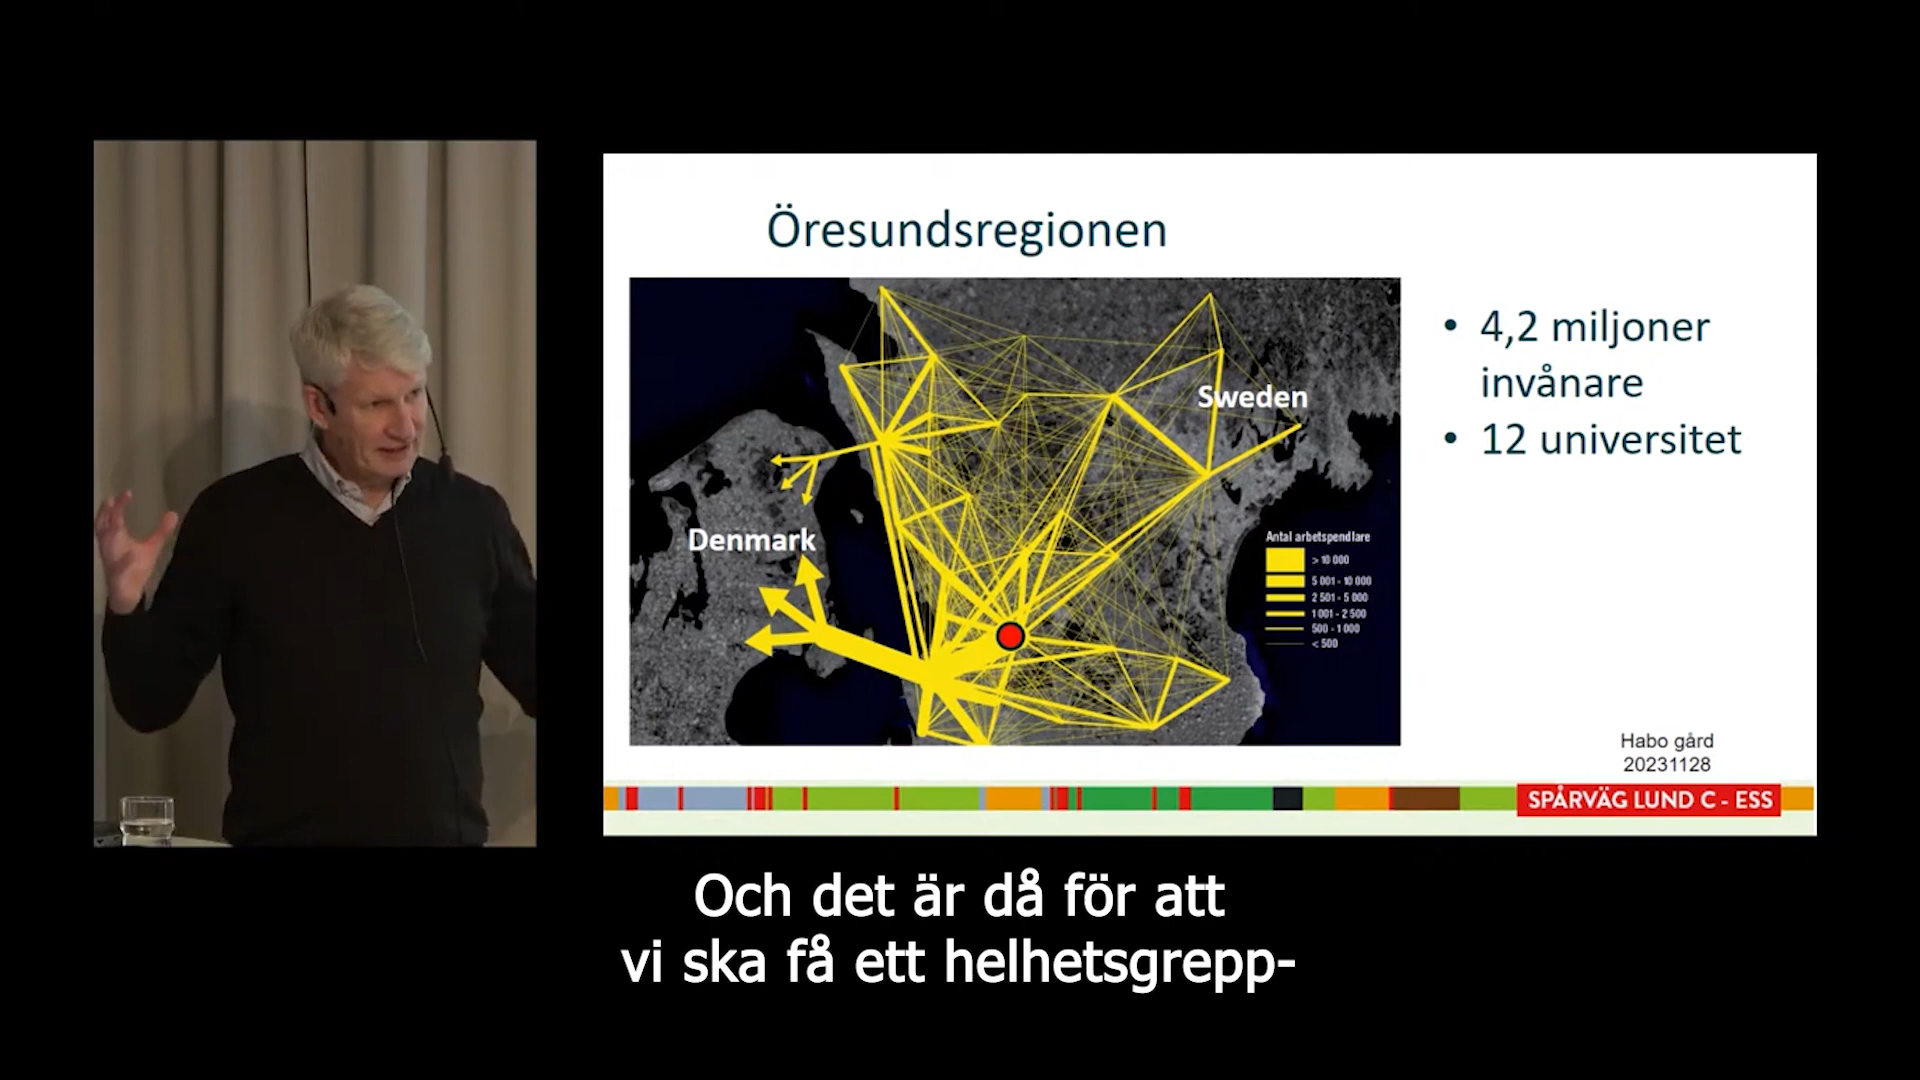 Öresundsregionen
• 4,2 miljoner
invånare
• 12 universitet
Sweden
Denmark
Antal arbetspendlare
> 10 000
5 001 - 10 000
2 501 - 5 000
1 001 - 2 500
500 - 1 000
< 500
Habo gård
20231128
SPÅRVÄG LUND C - ESS
Och det är då för att
vi ska få ett helhetsgrepp-